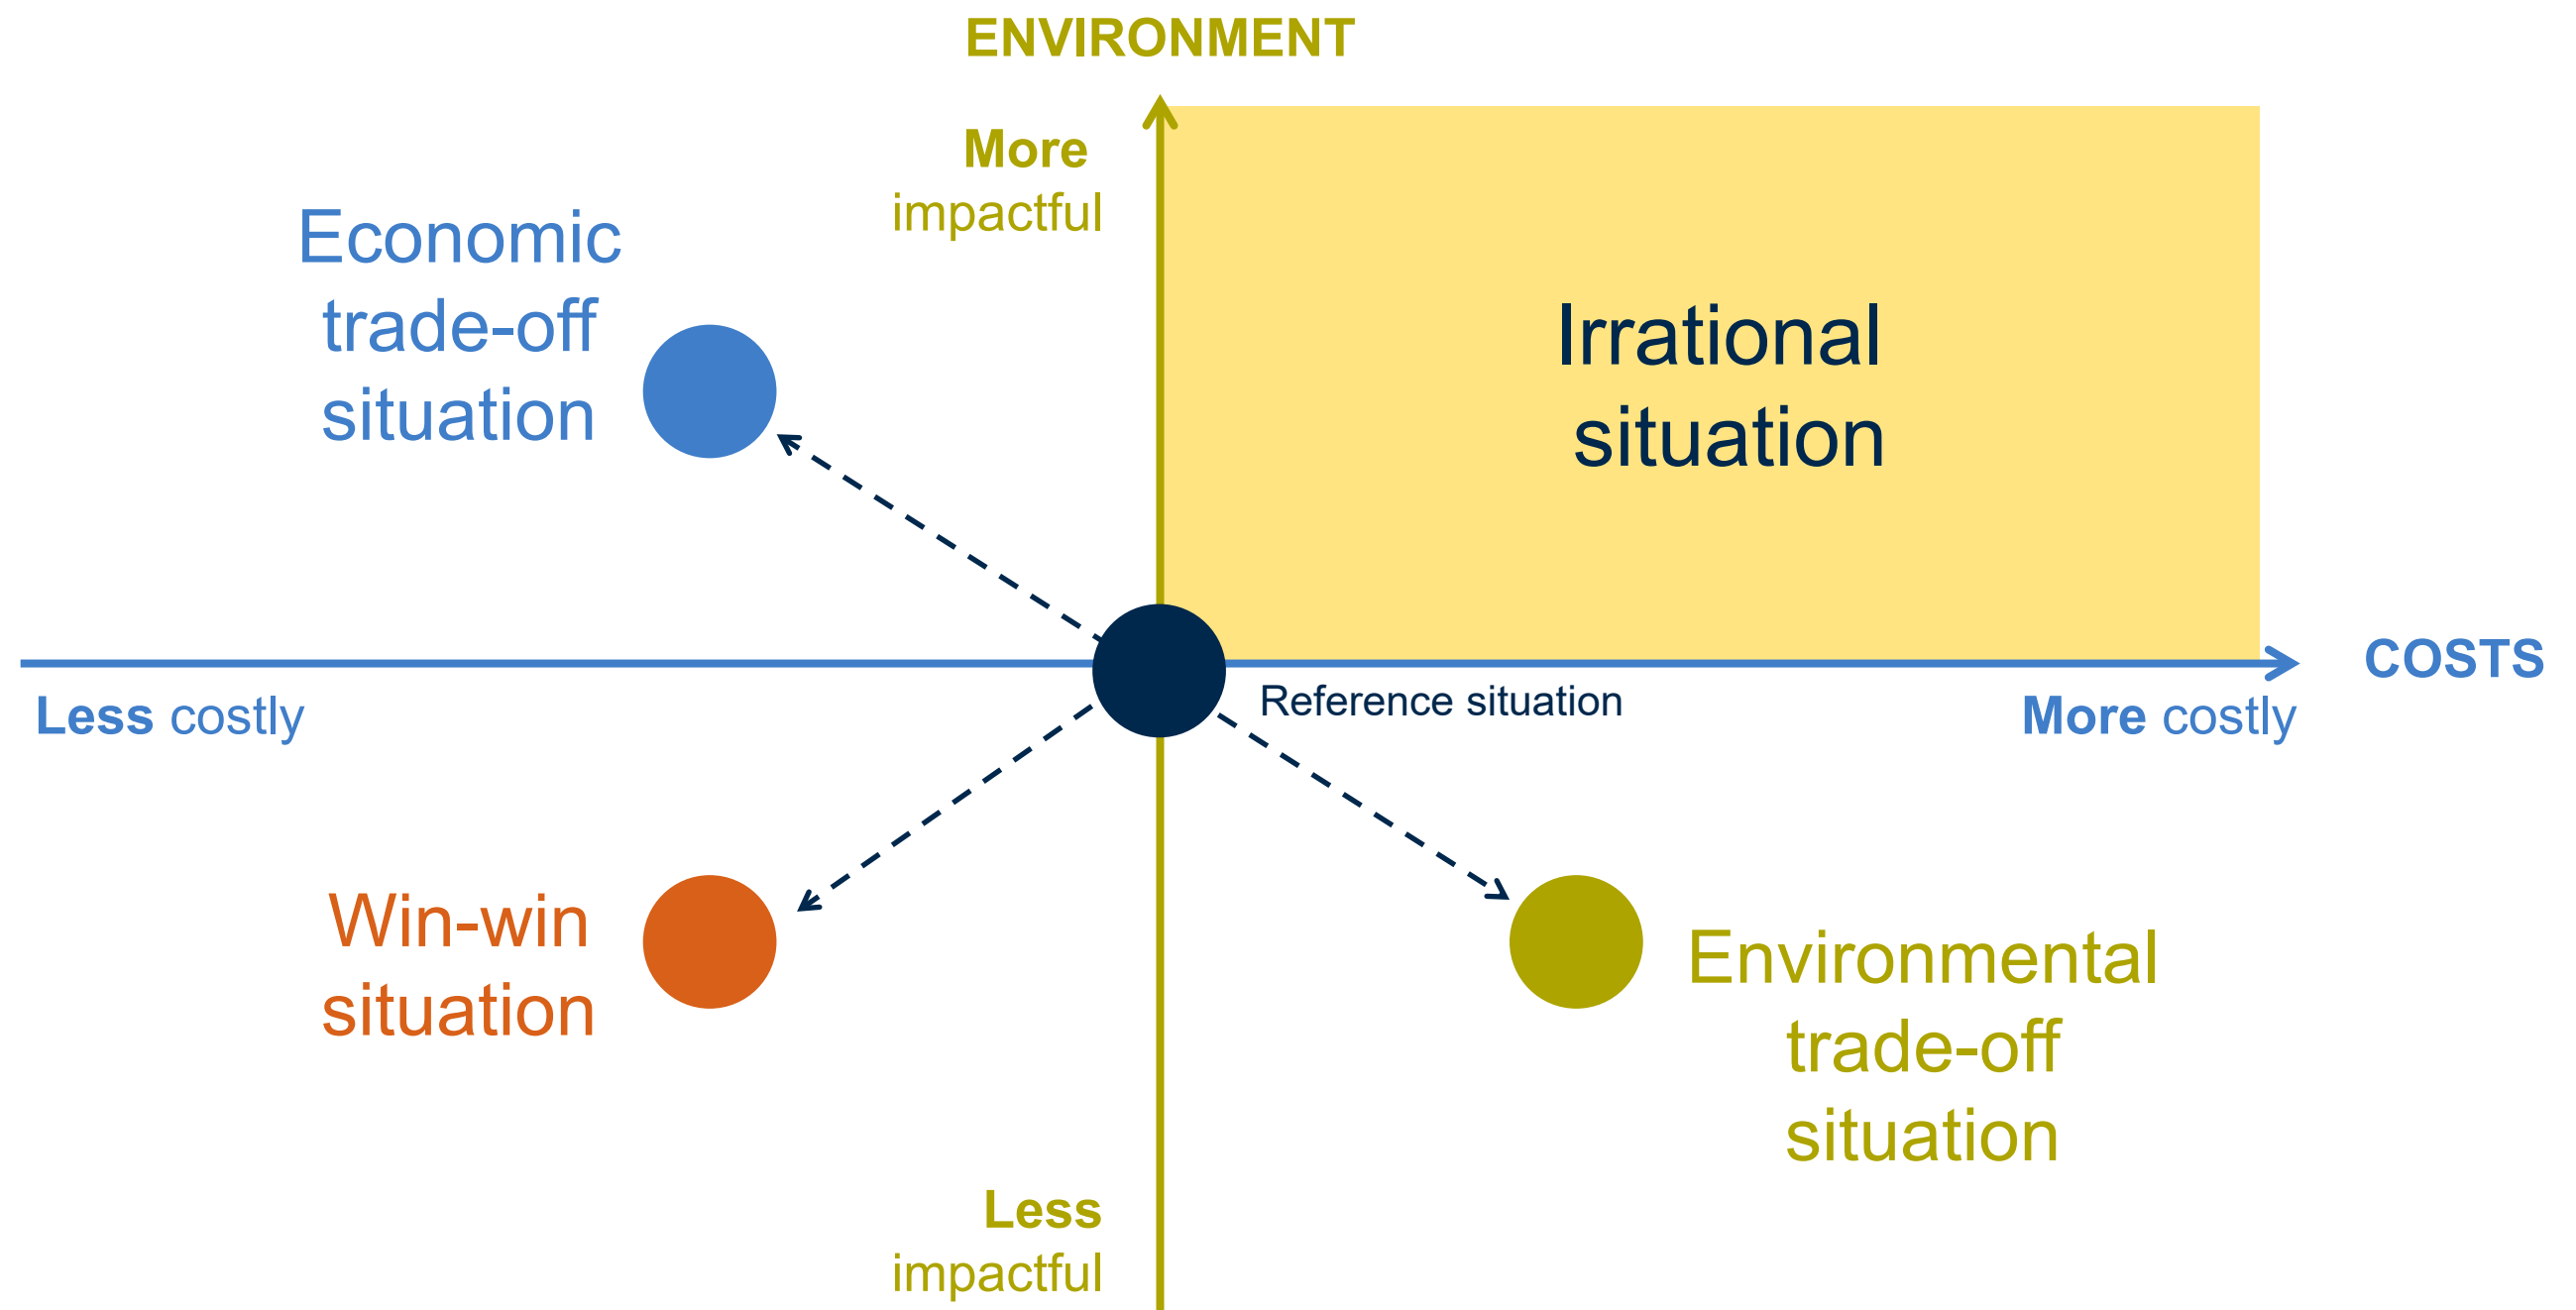 ENVIRONMENT
More
impactful
Economic
trade-off
situation
Irrational
situation
COSTS
Less costly
Reference situation
More costly
Win-win
situation
Environmental
trade-off
situation
Less
impactful